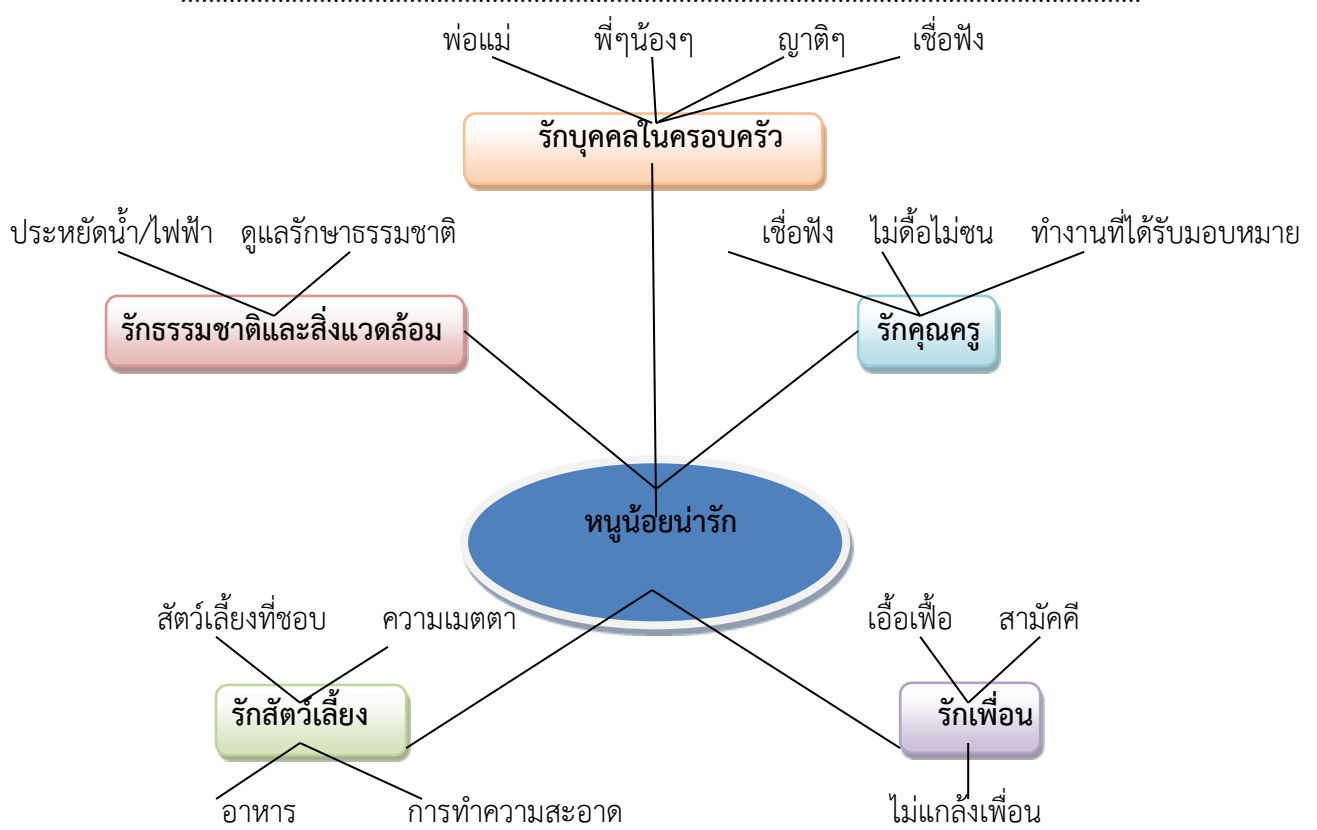 พ่อแม่ พี่ๆน้องๆ ญาติๆ เชื่อฟัง
รักบุคคลในครอบครัว
ประหยัดน้ำ/ไฟฟ้า ดูแลรักษาธรรมชาติ เชื่อฟัง ไม่ดื้อไม่ซน ทำงานที่ได้รับมอบหมาย
รักธรรมชาติและสิ่งแวดล้อม รักคุณครู
หนูน้อยน่ารัก
สัตว์เลี้ยงที่ชอบ ความเมตตา เอื้อเฟื้อ สามัคคี
รักสัตว์เลี้ยง รักเพื่อน
อาหาร การทำความสะอาด ไม่แกล้งเพื่อน